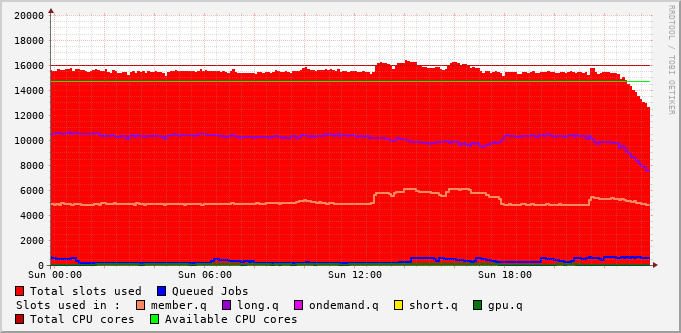 20000
18000
16000
14000
12000
10000
8000
6000
4000
2000
0
Sun 00:00 Sun 06:00 Sun 12:00 Sun 18:00
Total slots used Queued Jobs
Slots used in : member.q long.q ondemand.q short.q gpu.q
Total CPU cores Available CPU cores
RRDTOOL / TOBI OETIKER